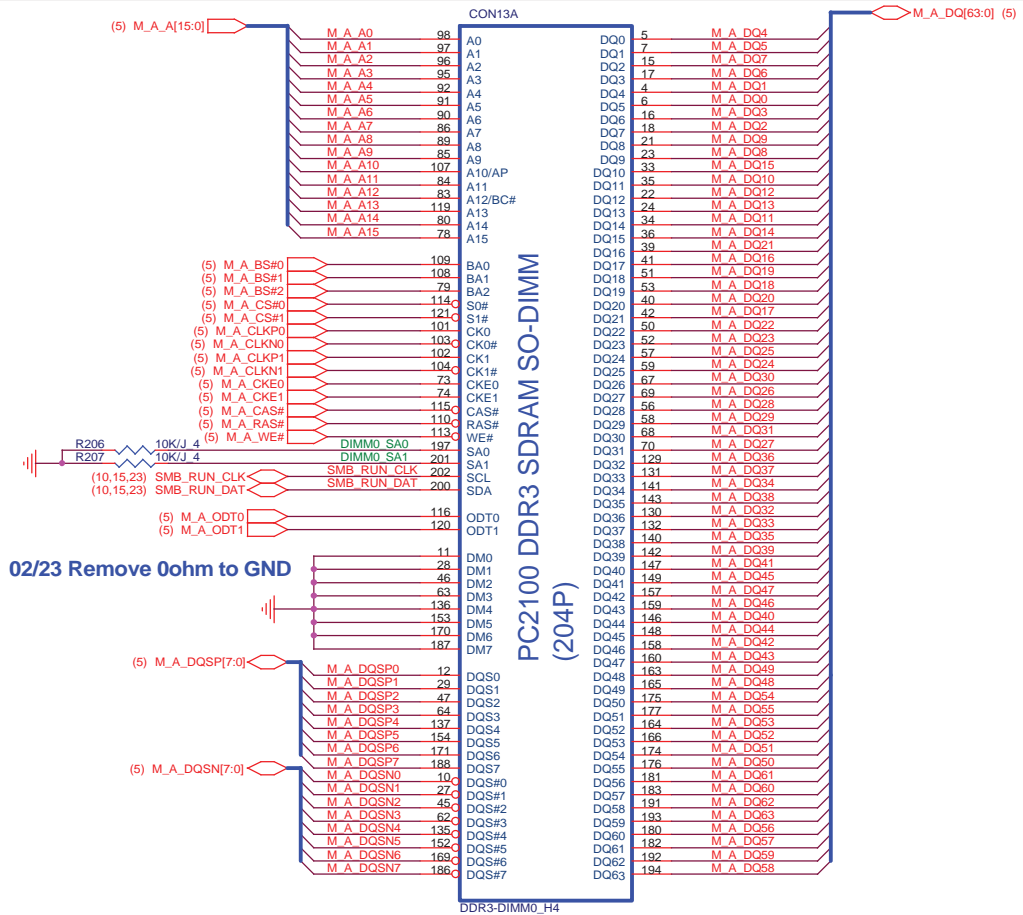 CON13A
(5) M_A_A[15:0]
M_A_DQ[63:0] (5)
M_A_A0 98 A0
M_A_A1 97 A1
M_A_A2 96 A2
M_A_A3 95 A3
M_A_A4 92 A4
M_A_A5 91 A5
M_A_A6 90 A6
M_A_A7 86 A7
M_A_A8 89 A8
M_A_A9 85 A9
M_A_A10 107 A10/AP
M_A_A11 84 A11
M_A_A12 83 A12/BC#
M_A_A13 119 A13
M_A_A14 80 A14
M_A_A15 78 A15
(5) M_A_BS#0 109 BA0
(5) M_A_BS#1 108 BA1
(5) M_A_BS#2 79 BA2
(5) M_A_CS#0 114 S0#
(5) M_A_CS#1 121 S1#
(5) M_A_CLKP0 101 CK0
(5) M_A_CLKN0 103 CK0#
(5) M_A_CLKP1 102 CK1
(5) M_A_CLKN1 104 CK1#
(5) M_A_CKE0 73 CKE0
(5) M_A_CKE1 74 CKE1
(5) M_A_CAS# 115 CAS#
(5) M_A_RAS# 110 RAS#
(5) M_A_WE# 113 WE#
R206 10K/J_4 DIMM0_SA0 197 SA0
R207 10K/J_4 DIMM0_SA1 201 SA1
(10,15,23) SMB_RUN_CLK SMB_RUN_CLK 202 SCL
(10,15,23) SMB_RUN_DAT SMB_RUN_DAT 200 SDA
(5) M_A_ODT0 116 ODT0
(5) M_A_ODT1 120 ODT1
02/23 Remove 0ohm to GND
11 DM0
28 DM1
46 DM2
63 DM3
136 DM4
153 DM5
170 DM6
187 DM7
(5) M_A_DQSP[7:0]
M_A_DQSP0 12 DQS0
M_A_DQSP1 29 DQS1
M_A_DQSP2 47 DQS2
M_A_DQSP3 64 DQS3
M_A_DQSP4 137 DQS4
M_A_DQSP5 154 DQS5
M_A_DQSP6 171 DQS6
M_A_DQSP7 188 DQS7
(5) M_A_DQSN[7:0]
M_A_DQSN0 10 DQS#0
M_A_DQSN1 27 DQS#1
M_A_DQSN2 45 DQS#2
M_A_DQSN3 62 DQS#3
M_A_DQSN4 135 DQS#4
M_A_DQSN5 152 DQS#5
M_A_DQSN6 169 DQS#6
M_A_DQSN7 186 DQS#7
PC2100 DDR3 SDRAM SO-DIMM
(204P)
DQ0 5 M_A_DQ4
DQ1 7 M_A_DQ5
DQ2 15 M_A_DQ7
DQ3 17 M_A_DQ6
DQ4 4 M_A_DQ1
DQ5 6 M_A_DQ0
DQ6 16 M_A_DQ3
DQ7 18 M_A_DQ2
DQ8 21 M_A_DQ9
DQ9 23 M_A_DQ8
DQ10 33 M_A_DQ15
DQ11 35 M_A_DQ10
DQ12 22 M_A_DQ12
DQ13 24 M_A_DQ13
DQ14 34 M_A_DQ11
DQ15 36 M_A_DQ14
DQ16 39 M_A_DQ21
DQ17 41 M_A_DQ16
DQ18 51 M_A_DQ19
DQ19 53 M_A_DQ18
DQ20 40 M_A_DQ20
DQ21 42 M_A_DQ17
DQ22 50 M_A_DQ22
DQ23 52 M_A_DQ23
DQ24 57 M_A_DQ25
DQ25 59 M_A_DQ24
DQ26 67 M_A_DQ30
DQ27 69 M_A_DQ26
DQ28 56 M_A_DQ28
DQ29 58 M_A_DQ29
DQ30 68 M_A_DQ31
DQ31 70 M_A_DQ27
DQ32 129 M_A_DQ36
DQ33 131 M_A_DQ37
DQ34 141 M_A_DQ34
DQ35 143 M_A_DQ38
DQ36 130 M_A_DQ32
DQ37 132 M_A_DQ33
DQ38 140 M_A_DQ35
DQ39 142 M_A_DQ39
DQ40 147 M_A_DQ41
DQ41 149 M_A_DQ45
DQ42 157 M_A_DQ47
DQ43 159 M_A_DQ46
DQ44 146 M_A_DQ40
DQ45 148 M_A_DQ44
DQ46 158 M_A_DQ42
DQ47 160 M_A_DQ43
DQ48 163 M_A_DQ49
DQ49 165 M_A_DQ48
DQ50 175 M_A_DQ54
DQ51 177 M_A_DQ55
DQ52 164 M_A_DQ53
DQ53 166 M_A_DQ52
DQ54 174 M_A_DQ51
DQ55 176 M_A_DQ50
DQ56 181 M_A_DQ61
DQ57 183 M_A_DQ60
DQ58 191 M_A_DQ62
DQ59 193 M_A_DQ63
DQ60 180 M_A_DQ56
DQ61 182 M_A_DQ57
DQ62 192 M_A_DQ59
DQ63 194 M_A_DQ58
DDR3-DIMM0_H4